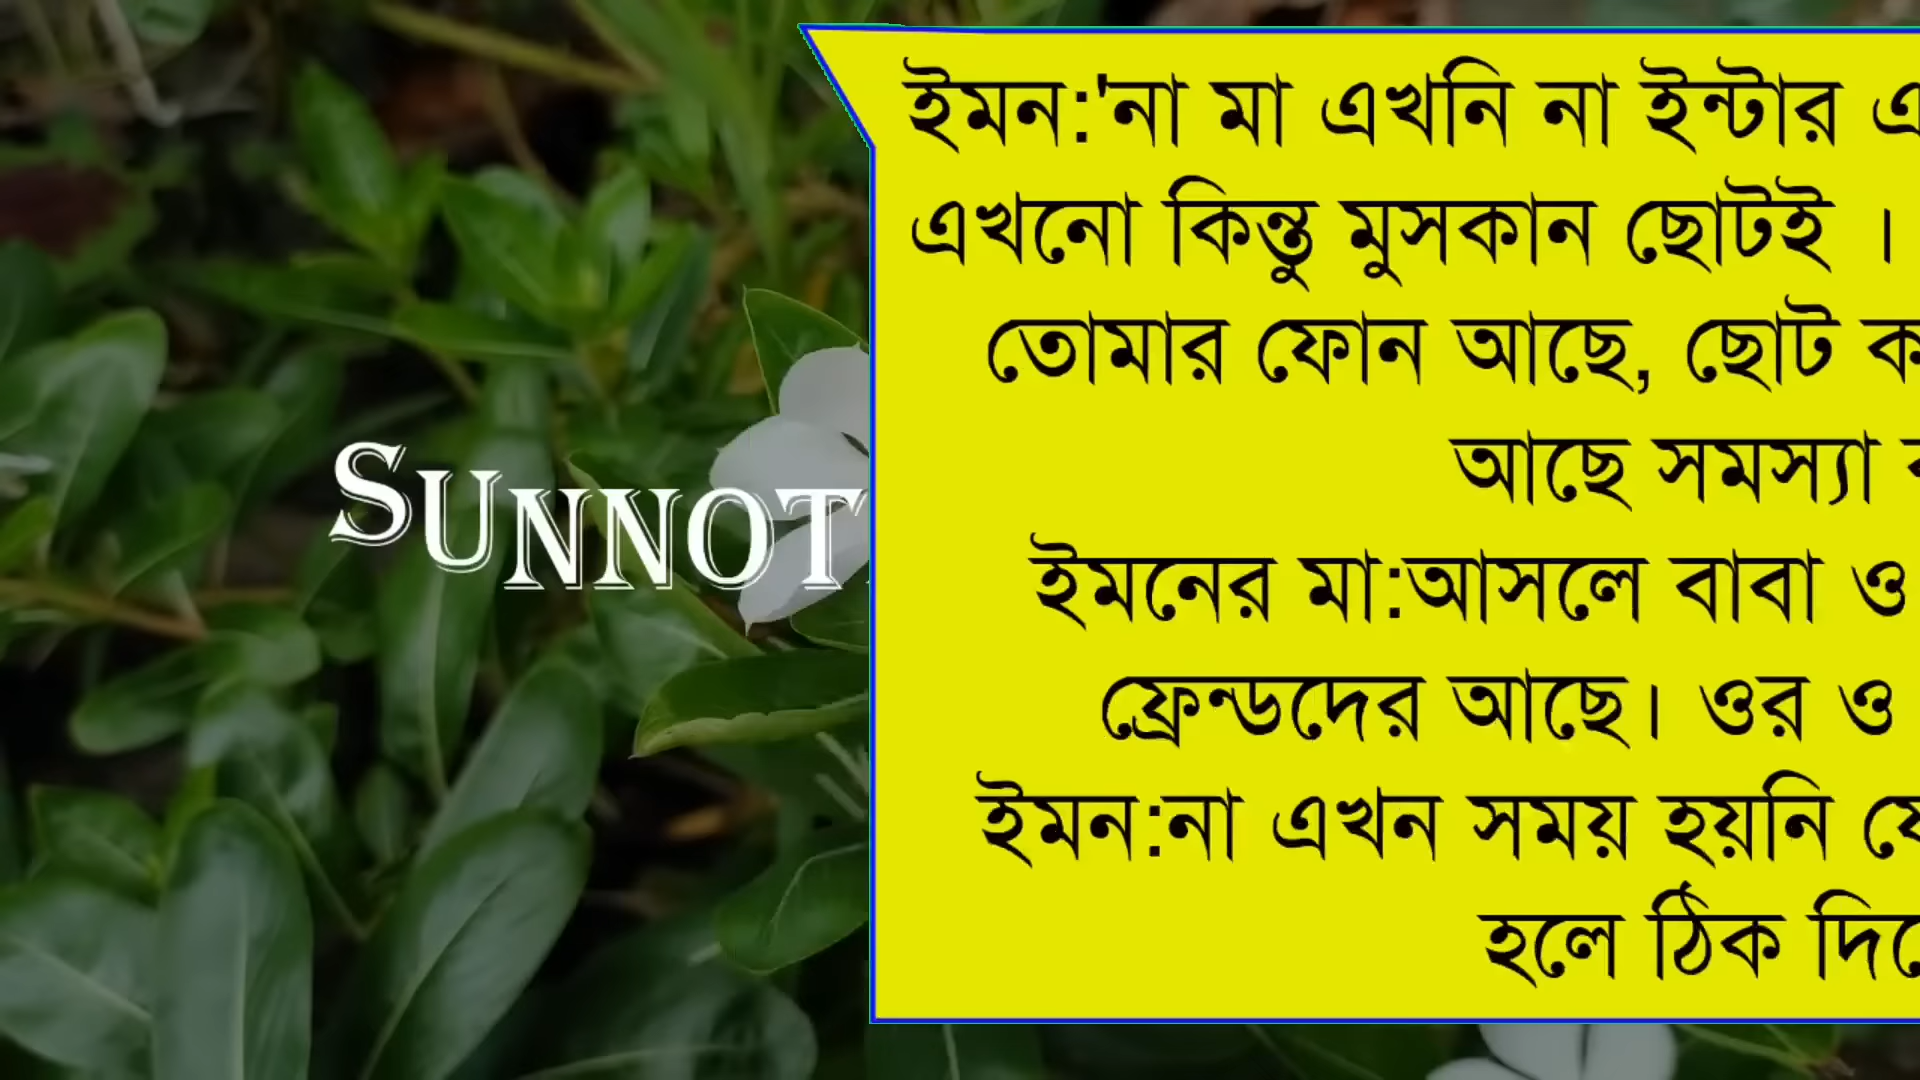 SUNNOT
ইমন:'না মা এখনি না ইন্টার এ
এখনো কিন্তু মুসকান ছোটই ।
তোমার ফোন আছে, ছোট ক
আছে সমস্যা
ইমনের মা:আসলে বাবা ও
ফ্রেন্ডদের আছে। ওর ও
ইমন:না এখন সময় হয়নি যে
হলে ঠিক